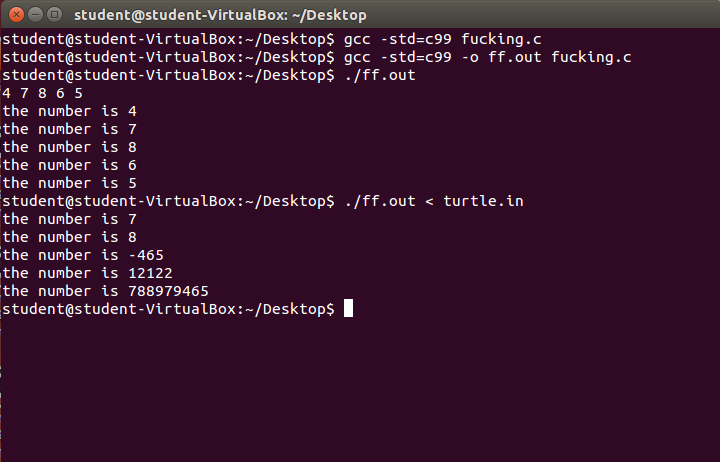 student@student-VirtualBox: ~/Desktop
student@student-VirtualBox:~/Desktop$ gcc -std=c99 fucking.c
student@student-VirtualBox:~/Desktop$ gcc -std=c99 -o ff.out fucking.c
student@student-VirtualBox:~/Desktop$ ./ff.out
4 7 8 6 5
the number is 4
the number is 7
the number is 8
the number is 6
the number is 5
student@student-VirtualBox:~/Desktop$ ./ff.out < turtle.in
the number is 7
the number is 8
the number is -465
the number is 12122
the number is 788979465
student@student-VirtualBox:~/Desktop$